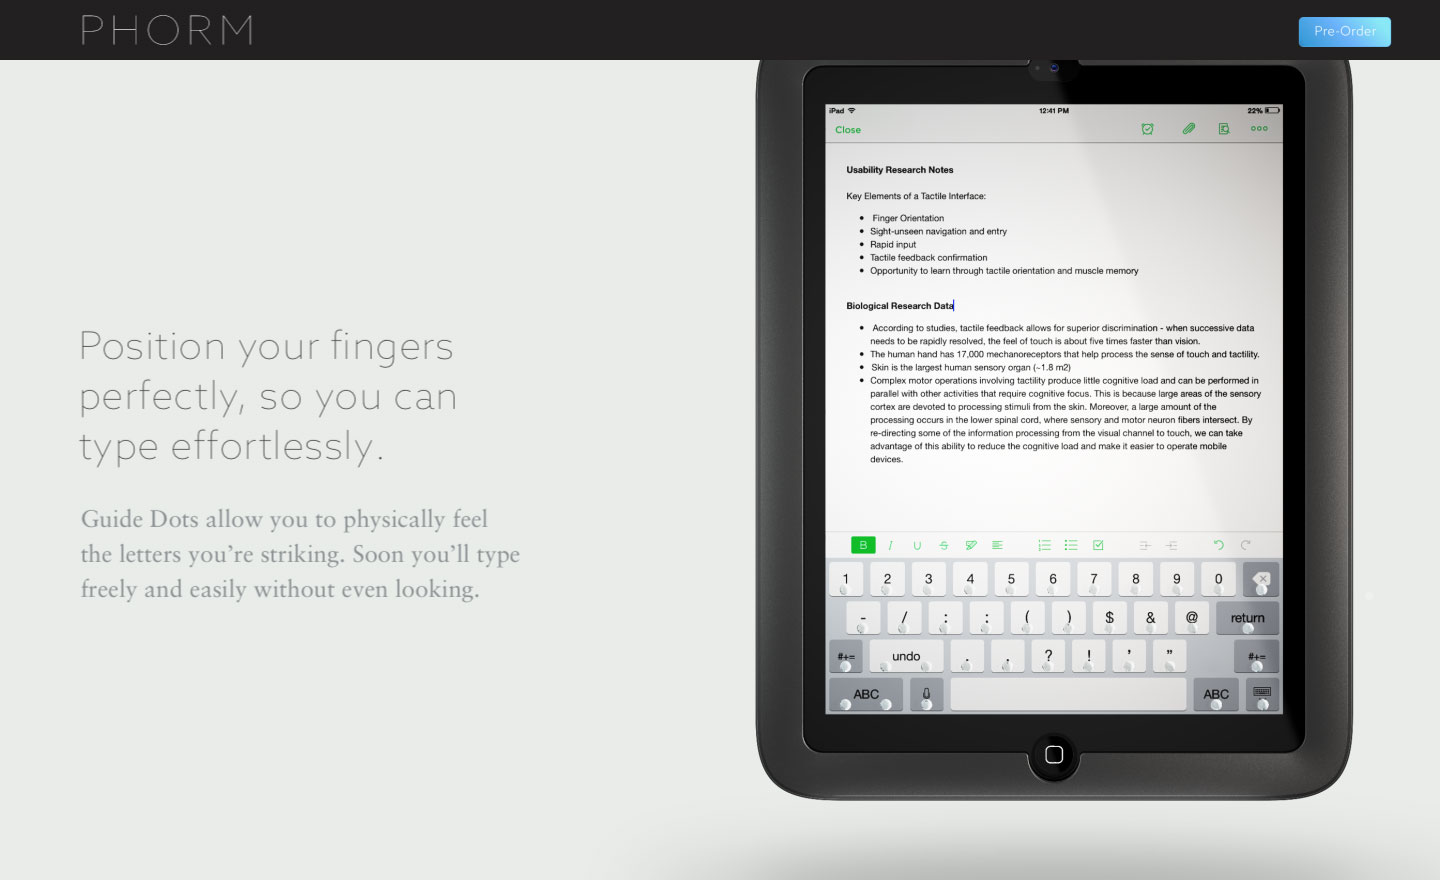 PHORM
Pre-Order
Position your fingers
perfectly, so you can
type effortlessly.
Guide Dots allow you to physically feel
the letters you’re striking. Soon you’ll type
freely and easily without even looking.
iPad 12:41 PM 22%
Close
Usability Research Notes
Key Elements of a Tactile Interface:
• Finger Orientation
• Sight-unseen navigation and entry
• Rapid input
• Tactile feedback confirmation
• Opportunity to learn through tactile orientation and muscle memory
Biological Research Data
• According to studies, tactile feedback allows for superior discrimination - when successive data
needs to be rapidly resolved, the feel of touch is about five times faster than vision.
• The human hand has 17,000 mechanoreceptors that help process the sense of touch and tactility.
• Skin is the largest human sensory organ (~1.8 m2)
• Complex motor operations involving tactility produce little cognitive load and can be performed in
parallel with other activities that require cognitive focus. This is because large areas of the sensory
cortex are devoted to processing stimuli from the skin. Moreover, a large amount of the
processing occurs in the lower spinal cord, where sensory and motor neuron fibers intersect. By
re-directing some of the information processing from the visual channel to touch, we can take
advantage of this ability to reduce the cognitive load and make it easier to operate mobile
devices.
B I U S
1 2 3 4 5 6 7 8 9 0
- / : : ( ) $ & @ return
#+= undo . , ? ! ’ ” #+=
ABC ABC